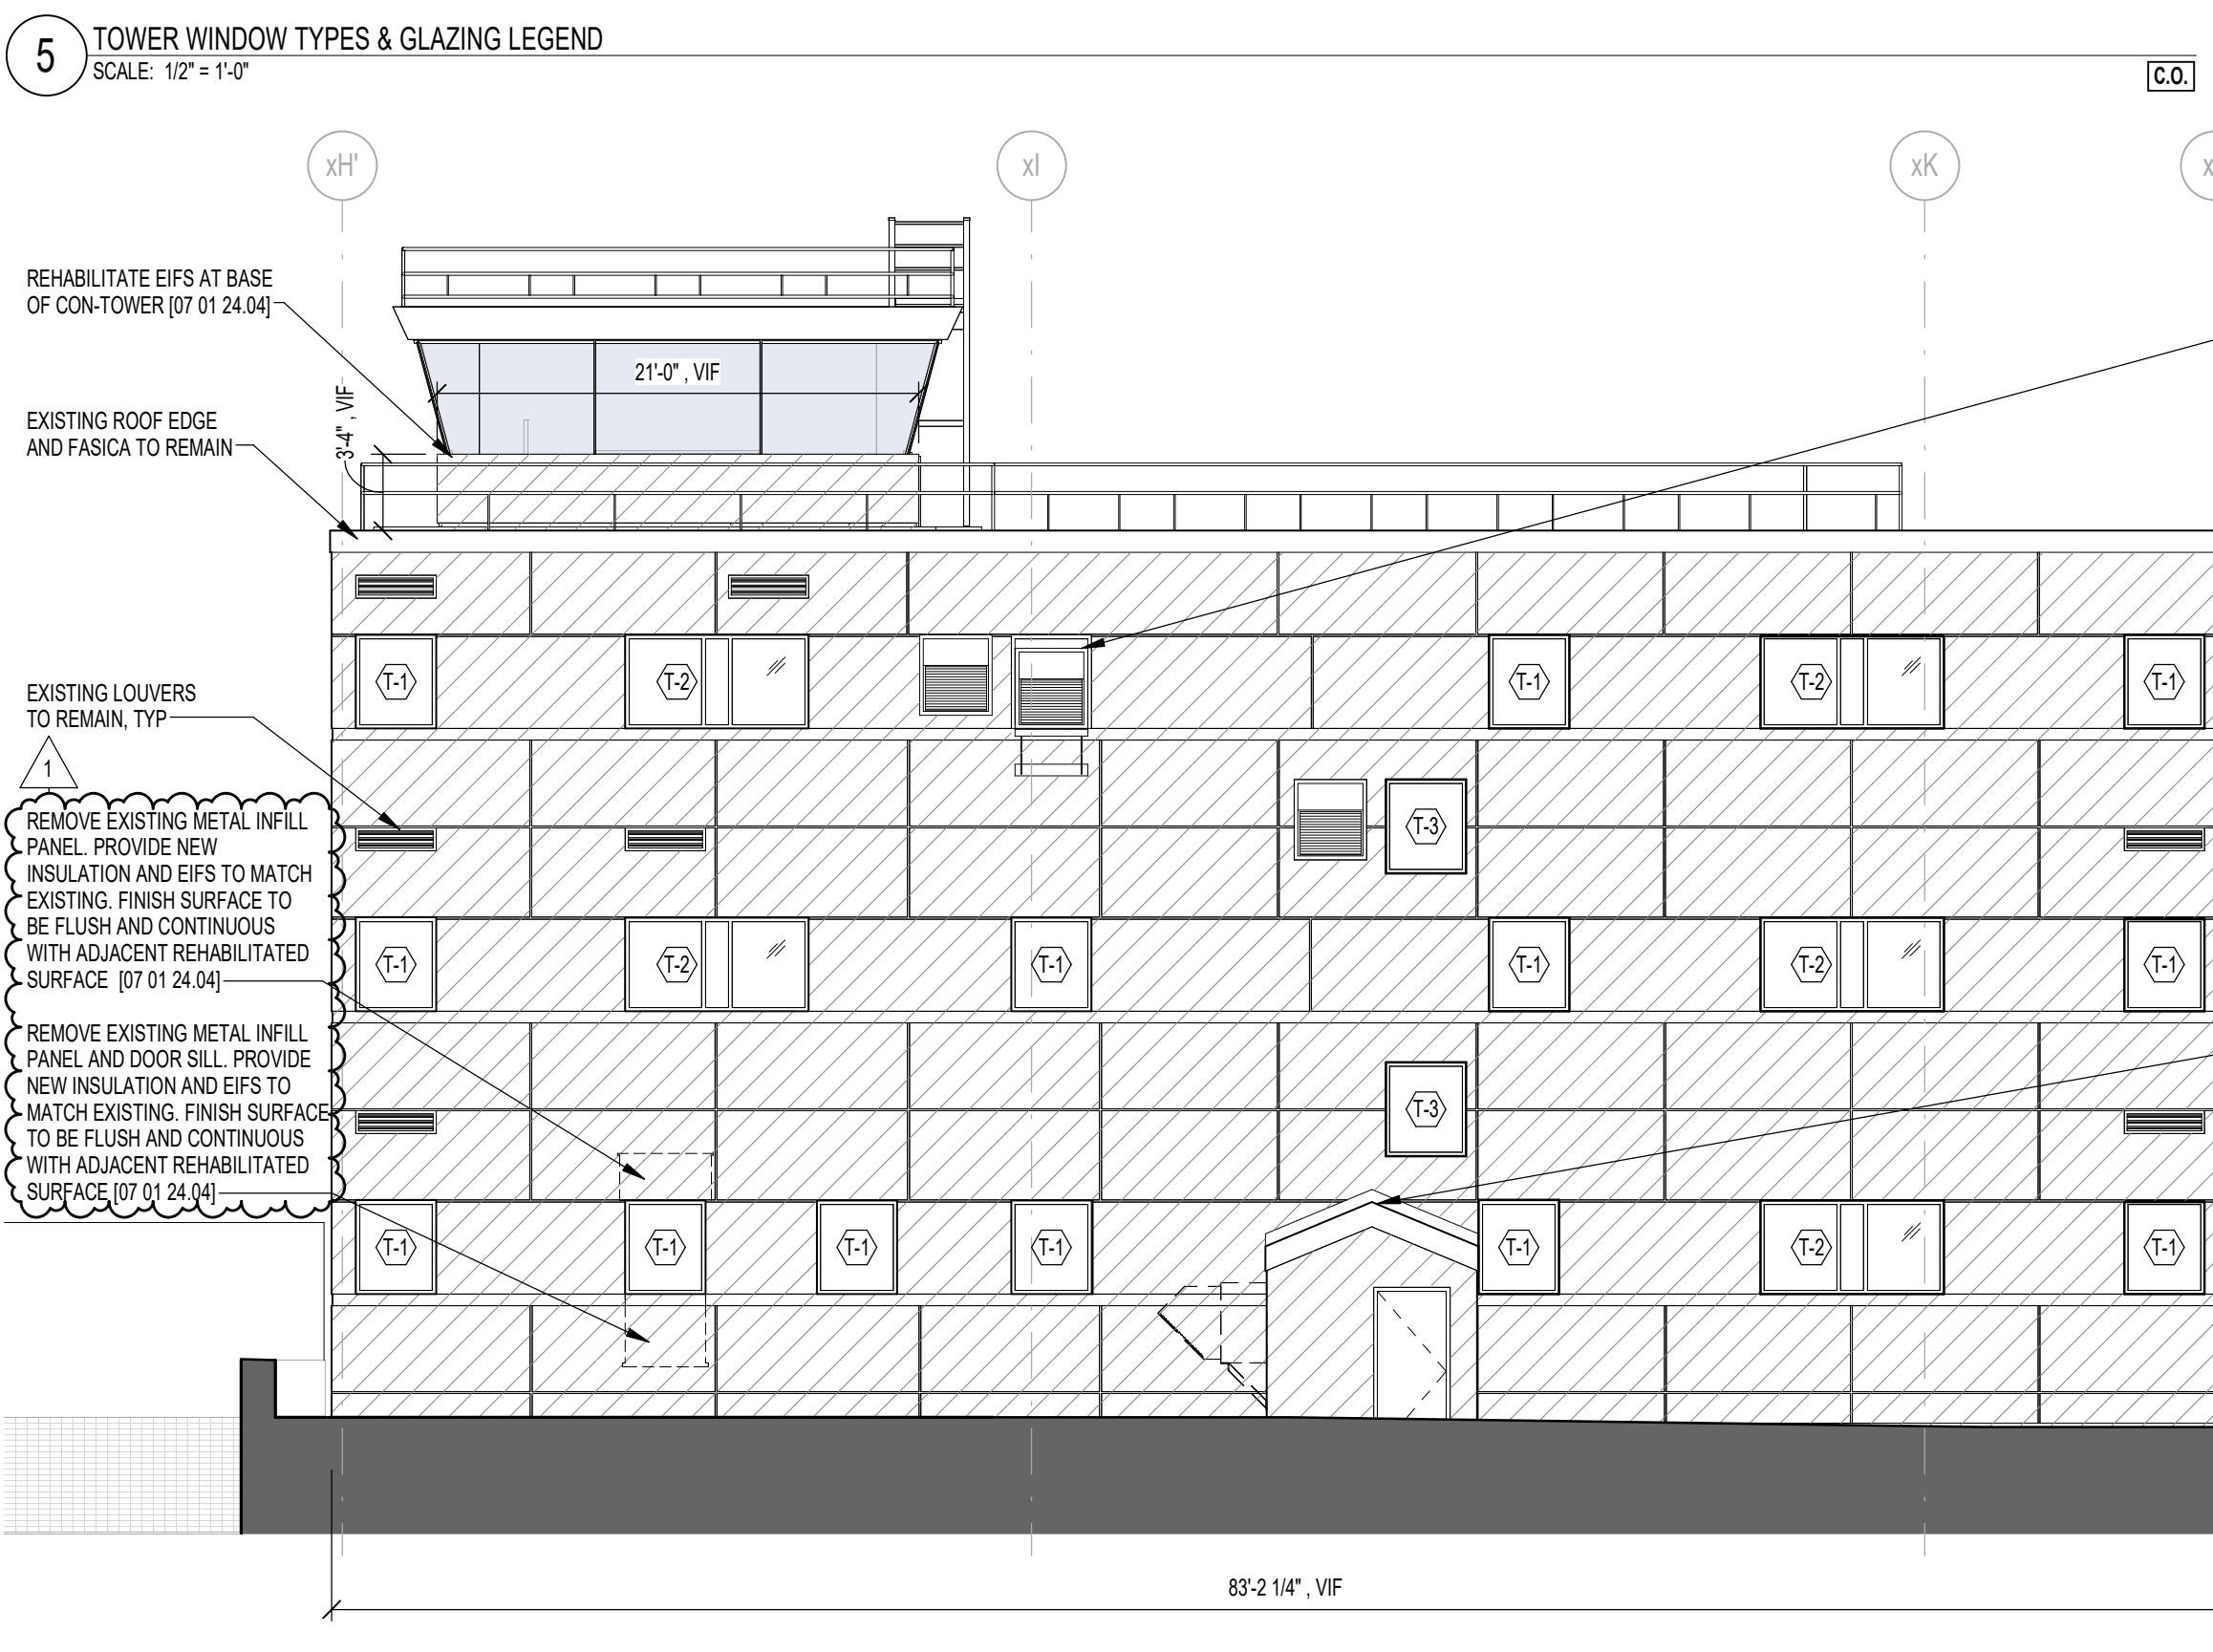 5
TOWER WINDOW TYPES & GLAZING LEGEND
SCALE: 1/2" = 1'-0"
C.O.
xH'
xI
xK
x
REHABILITATE EIFS AT BASE
OF CON-TOWER [07 01 24.04]
21'-0" , VIF
3'-4" , VIF
EXISTING ROOF EDGE
AND FASICA TO REMAIN
T-1
T-2
T-1
T-2
T-1
EXISTING LOUVERS
TO REMAIN, TYP
1
T-3
REMOVE EXISTING METAL INFILL
PANEL. PROVIDE NEW
INSULATION AND EIFS TO MATCH
EXISTING. FINISH SURFACE TO
BE FLUSH AND CONTINUOUS
WITH ADJACENT REHABILITATED
SURFACE [07 01 24.04]
T-1
T-2
T-1
T-1
T-2
T-1
REMOVE EXISTING METAL INFILL
PANEL AND DOOR SILL. PROVIDE
NEW INSULATION AND EIFS TO
MATCH EXISTING. FINISH SURFACE
TO BE FLUSH AND CONTINUOUS
WITH ADJACENT REHABILITATED
SURFACE [07 01 24.04]
T-3
T-1
T-1
T-1
T-1
T-1
T-2
T-1
83'-2 1/4" , VIF